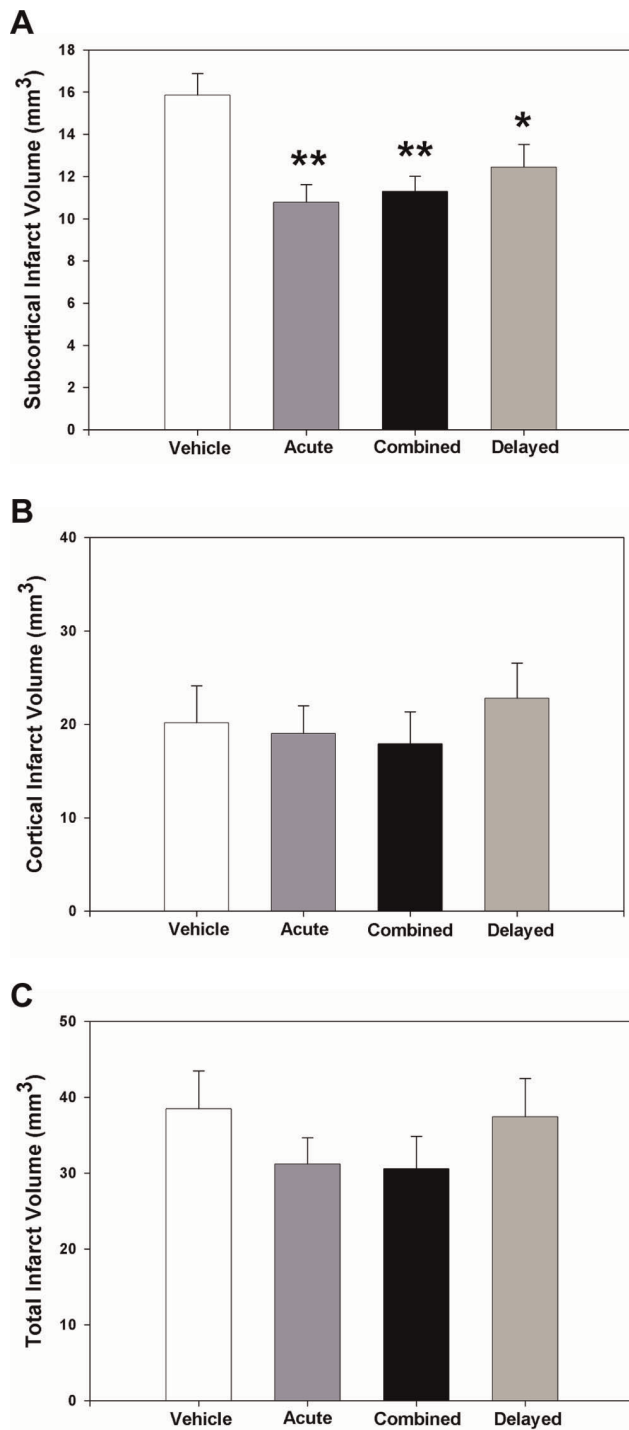 A
Subcortical Infarct Volume (mm³)
18
16
14
12
10
8
6
4
2
0
**
**
*
Vehicle Acute Combined Delayed
B
Cortical Infarct Volume (mm³)
40
30
20
10
0
Vehicle Acute Combined Delayed
C
Total Infarct Volume (mm³)
50
40
30
20
10
0
Vehicle Acute Combined Delayed